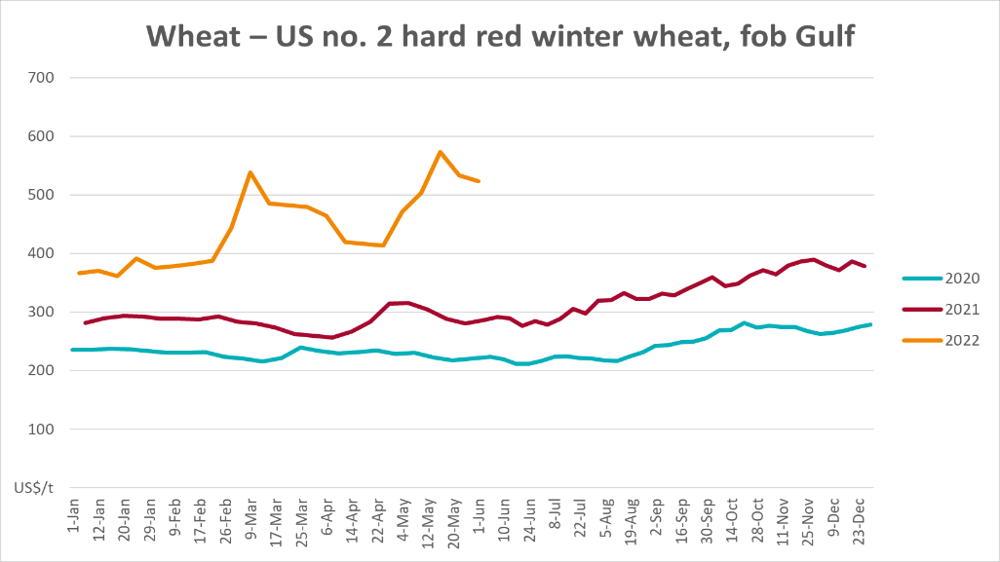 Wheat – US no. 2 hard red winter wheat, fob Gulf
700
600
500
400
300
200
100
US$/t
2020
2021
2022
1-Jan
12-Jan
20-Jan
29-Jan
9-Feb
17-Feb
26-Feb
9-Mar
17-Mar
25-Mar
6-Apr
14-Apr
22-Apr
4-May
12-May
20-May
1-Jun
10-Jun
24-Jun
8-Jul
22-Jul
5-Aug
19-Aug
2-Sep
16-Sep
30-Sep
14-Oct
28-Oct
11-Nov
25-Nov
9-Dec
23-Dec